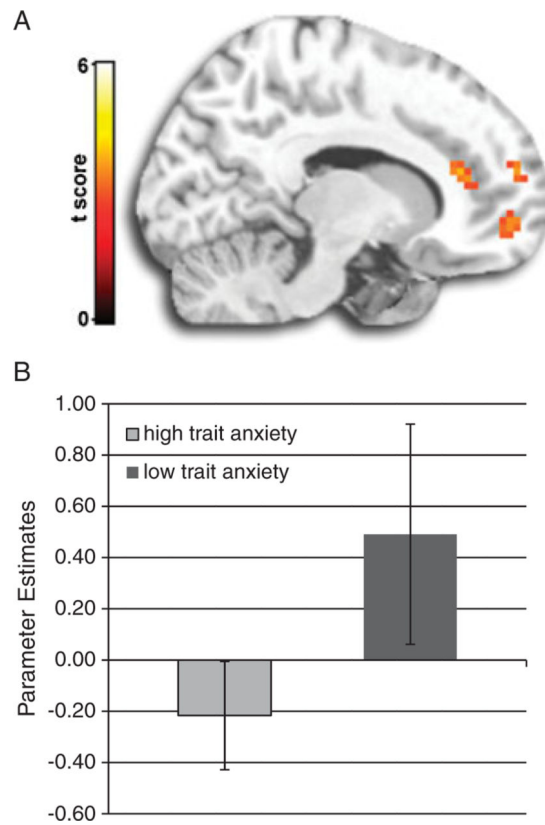 A
6
t score
0
B
1.00
0.80
0.60
0.40
0.20
0.00
-0.20
-0.40
-0.60
Parameter Estimates
high trait anxiety
low trait anxiety